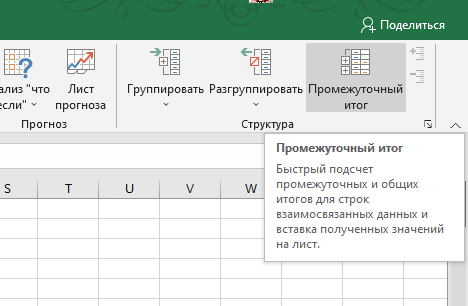 Поделиться
ализ "что
если"
Лист
прогноза
Группировать
Разгруппировать
Промежуточный
итог
Прогноз
Структура
Промежуточный итог
Быстрый подсчет
промежуточных и общих
итогов для строк
взаимосвязанных данных и
вставка полученных значений
на лист.
S T U V W